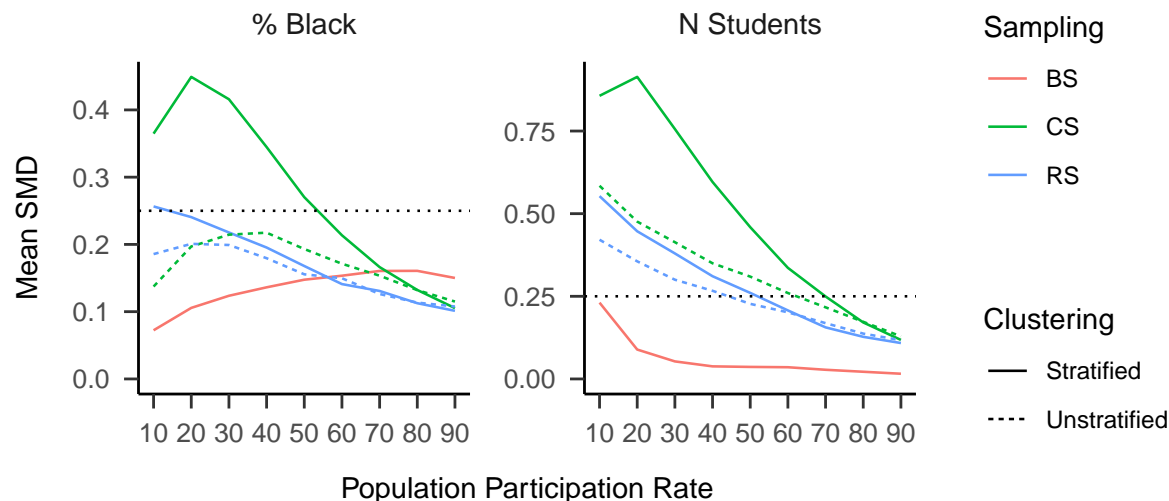 % Black
N Students
Mean SMD
0.4
0.3
0.2
0.1
0.0
10 20 30 40 50 60 70 80 90
0.75
0.50
0.25
0.00
10 20 30 40 50 60 70 80 90
Population Participation Rate
Sampling
BS
CS
RS
Clustering
Stratified
Unstratified